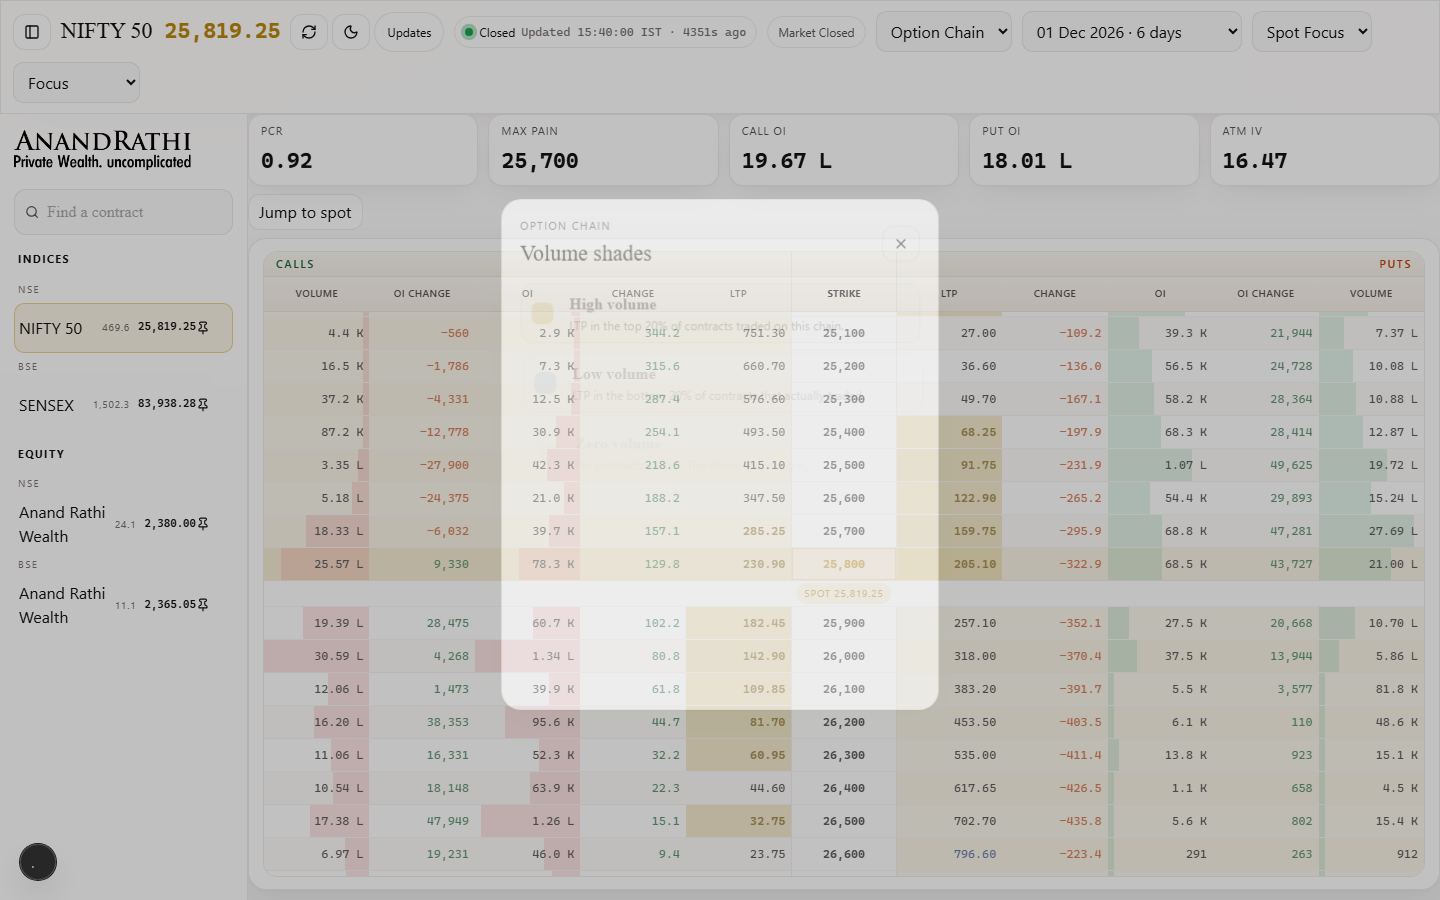 NIFTY 50 25,819.25 Updates Closed Updated 15:40:00 IST · 4351s ago Market Closed Option Chain 01 Dec 2026 · 6 days Spot Focus
Focus
ANANDRATHI
Private Wealth. uncomplicated
Find a contract
INDICES
NSE
NIFTY 50 469.6 25,819.25
BSE
SENSEX 1,502.3 83,938.28
EQUITY
NSE
Anand Rathi Wealth 24.1 2,380.00
BSE
Anand Rathi Wealth 11.1 2,365.05
PCR MAX PAIN CALL OI PUT OI ATM IV
0.92 25,700 19.67 L 18.01 L 16.47
Jump to spot
OPTION CHAIN
Volume shades
High volume
LTP in the top 20% of contracts traded on this chain.
Low volume
LTP in the bottom 20% of contracts that actually
Zero volume
CALLS PUTS
VOLUME OI CHANGE OI CHANGE LTP STRIKE LTP CHANGE OI OI CHANGE VOLUME
4.4 K −560 2.9 K 344.2 751.30 25,100 27.00 −109.2 39.3 K 21,944 7.37 L
16.5 K −1,786 7.3 K 315.6 660.70 25,200 36.60 −136.0 56.5 K 24,728 10.08 L
37.2 K −4,331 12.5 K 287.4 576.60 25,300 49.70 −167.1 58.2 K 28,364 10.88 L
87.2 K −12,778 30.9 K 254.1 493.50 25,400 68.25 −197.9 68.3 K 28,414 12.87 L
3.35 L −27,900 42.3 K 218.6 415.10 25,500 91.75 −231.9 1.07 L 49,625 19.72 L
5.18 L −24,375 21.0 K 188.2 347.50 25,600 122.90 −265.2 54.4 K 29,893 15.24 L
18.33 L −6,032 39.7 K 157.1 285.25 25,700 159.75 −295.9 68.8 K 47,281 27.69 L
25.57 L 9,330 78.3 K 129.8 230.90 25,800 205.10 −322.9 68.5 K 43,727 21.00 L
SPOT 25,819.25
19.39 L 28,475 60.7 K 102.2 182.45 25,900 257.10 −352.1 27.5 K 20,668 10.70 L
30.59 L 4,268 1.34 L 80.8 142.90 26,000 318.00 −370.4 37.5 K 13,944 5.86 L
12.06 L 1,473 39.9 K 61.8 109.85 26,100 383.20 −391.7 5.5 K 3,577 81.8 K
16.20 L 38,353 95.6 K 44.7 81.70 26,200 453.50 −403.5 6.1 K 110 48.6 K
11.06 L 16,331 52.3 K 32.2 60.95 26,300 535.00 −411.4 13.8 K 923 15.1 K
10.54 L 18,148 63.9 K 22.3 44.60 26,400 617.65 −426.5 1.1 K 658 4.5 K
17.38 L 47,949 1.26 L 15.1 32.75 26,500 702.70 −435.8 5.6 K 802 15.4 K
6.97 L 19,231 46.0 K 9.4 23.75 26,600 796.60 −223.4 291 263 912